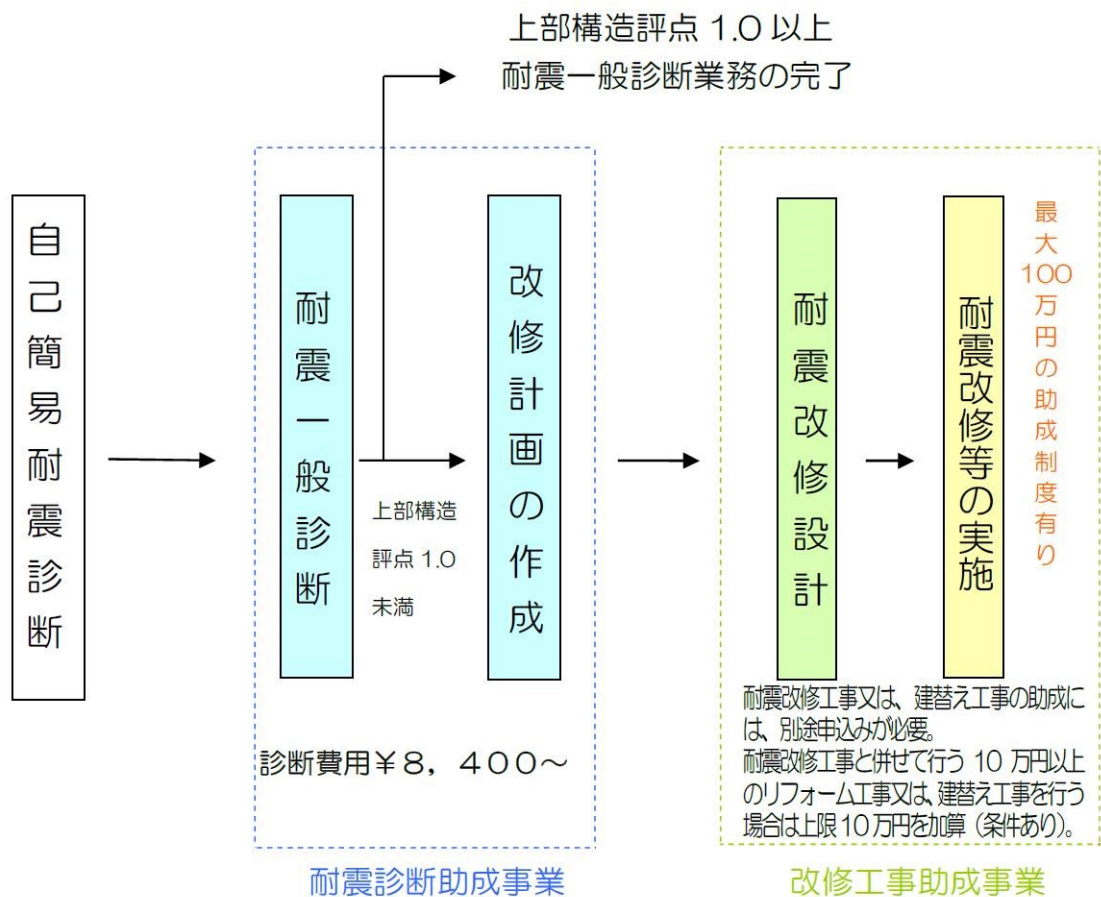 上部構造評点 1.0 以上
耐震一般診断業務の完了
自己簡易耐震診断
耐震一般診断
上部構造
評点 1.0
未満
改修計画の作成
診断費用￥8，400～
耐震診断助成事業
耐震改修設計
耐震改修等の実施
最大100万円の助成制度有り
耐震改修工事又は、建替え工事の助成に
は、別途申込みが必要。
耐震改修工事と併せて行う 10 万円以上
のリフォーム工事又は、建替え工事を行う
場合は上限10万円を加算（条件あり）。
改修工事助成事業